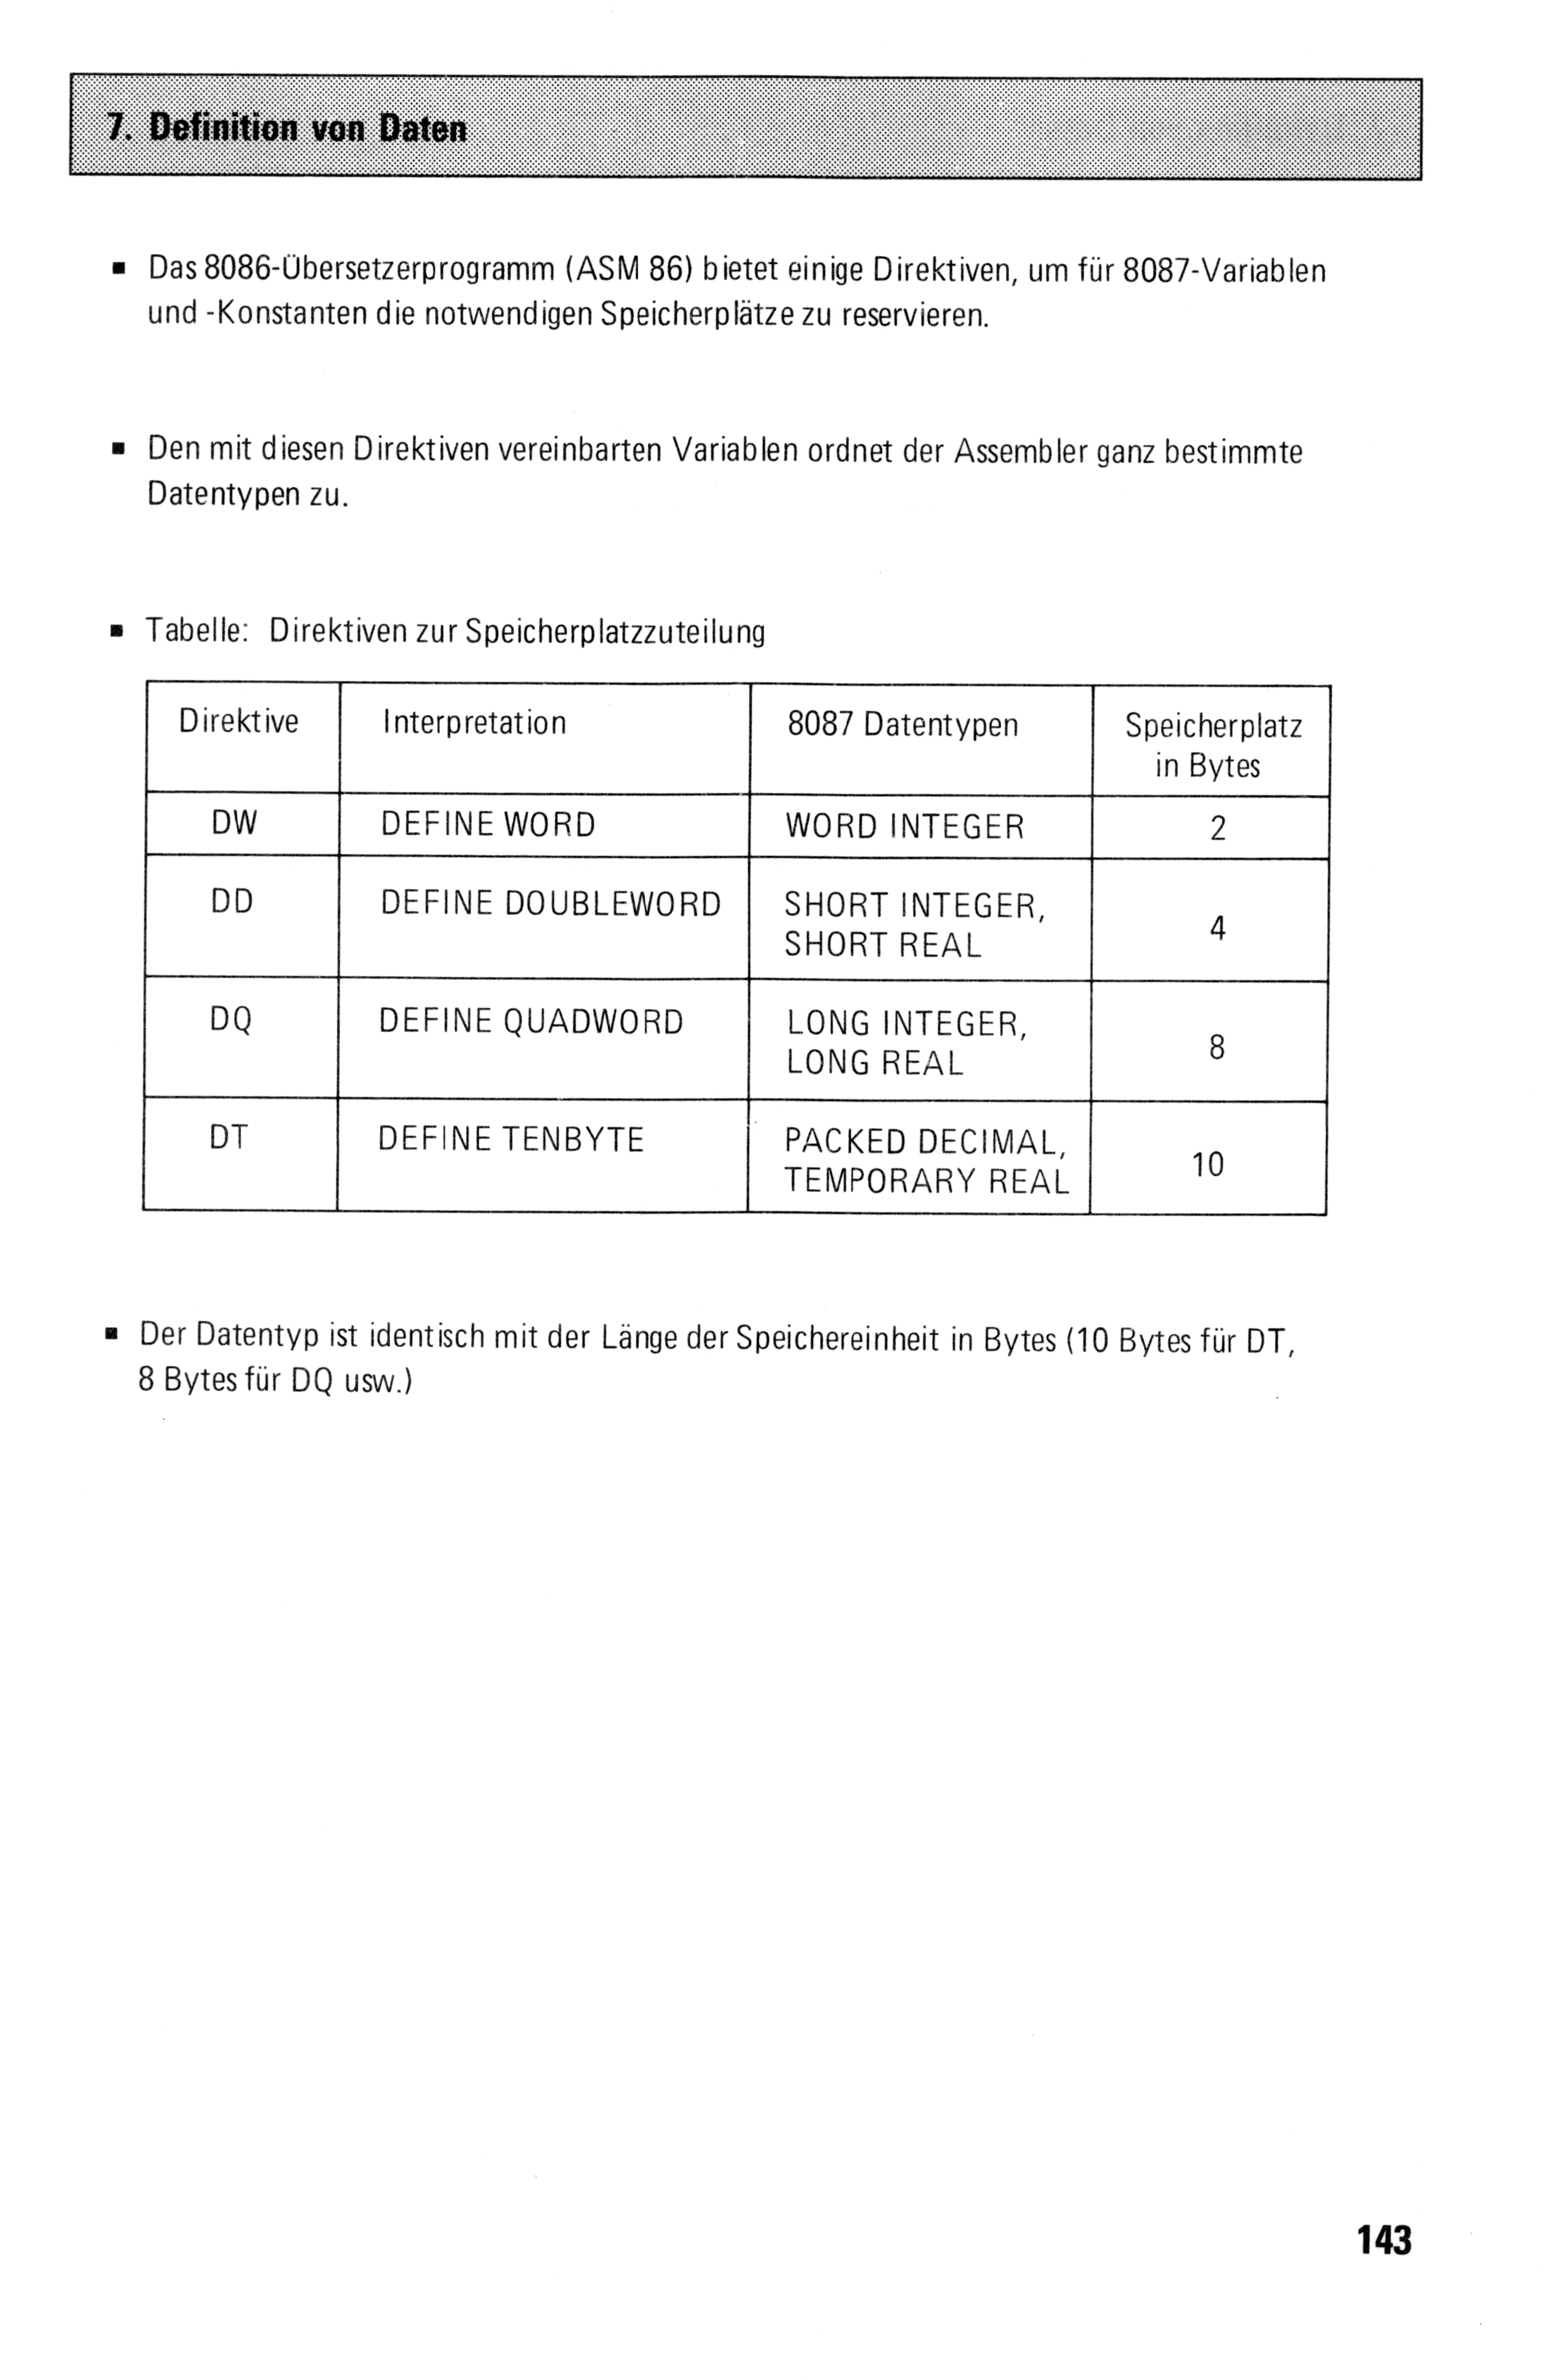 7. Definition von Daten
▪ Das 8086-Übersetzerprogramm (ASM 86) bietet einige Direktiven, um für 8087-Variablen
und -Konstanten die notwendigen Speicherplätze zu reservieren.
▪ Den mit diesen Direktiven vereinbarten Variablen ordnet der Assembler ganz bestimmte
Datentypen zu.
▪ Tabelle: Direktiven zur Speicherplatzzuteilung
Direktive Interpretation 8087 Datentypen Speicherplatz
in Bytes
DW DEFINE WORD WORD INTEGER 2
DD DEFINE DOUBLEWORD SHORT INTEGER,
SHORT REAL 4
DQ DEFINE QUADWORD LONG INTEGER,
LONG REAL 8
DT DEFINE TENBYTE PACKED DECIMAL,
TEMPORARY REAL 10
▪ Der Datentyp ist identisch mit der Länge der Speichereinheit in Bytes (10 Bytes für DT,
8 Bytes für DQ usw.)
143